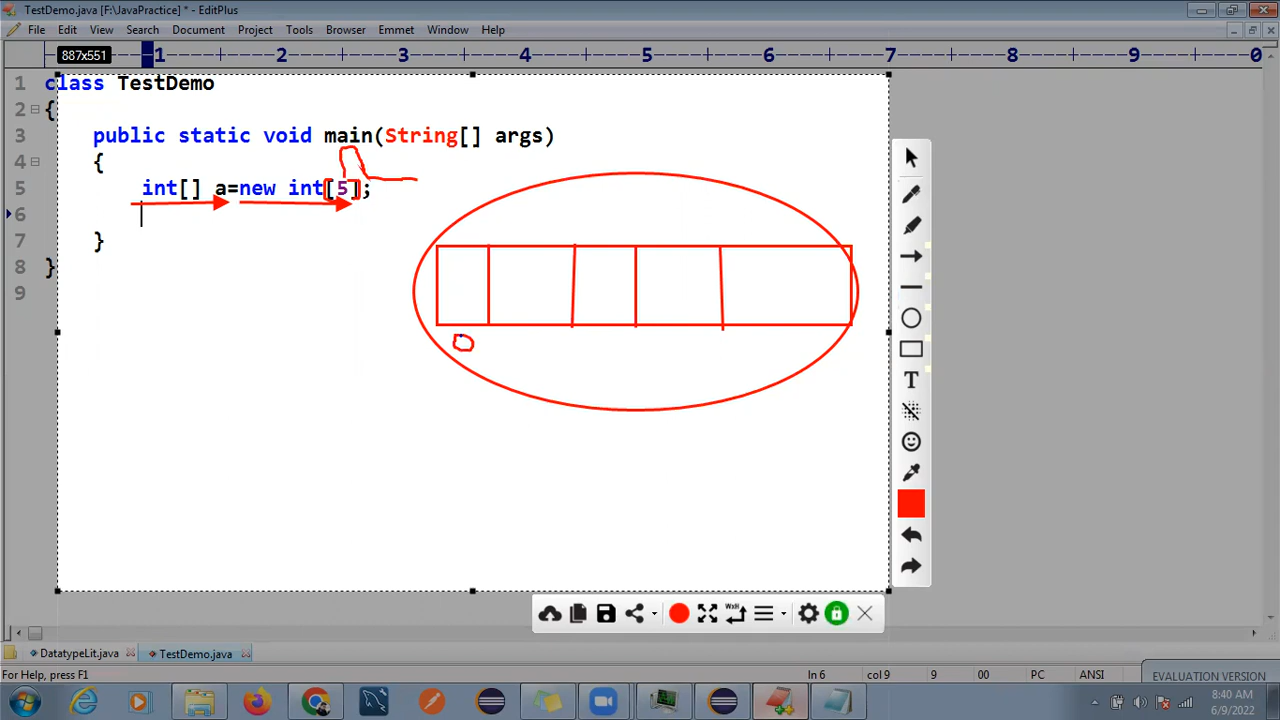 TestDemo.java [F:\JavaPractice] * - EditPlus
File Edit View Search Document Project Tools Browser Emmet Window Help
887x551
1 2 3 4 5 6 7 8 9 0
1 class TestDemo
2 {
3 public static void main(String[] args)
4 {
5 int[] a=new int[5];
6
7 }
8 }
9
0
T
WxH
DatatypeLit.java TestDemo.java
For Help, press F1 ln 6 col 9 9 00 PC ANSI EVALUATION VERSION
8:40 AM
6/9/2022